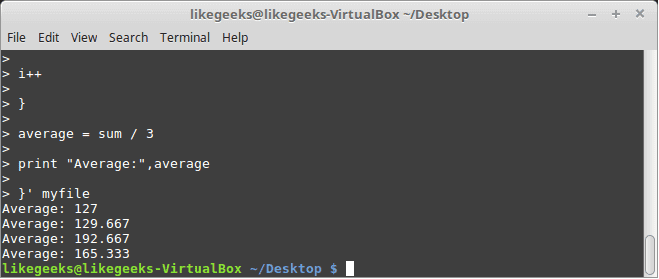 likegeeks@likegeeks-VirtualBox ~/Desktop
File Edit View Search Terminal Help
>
> i++
>
> }
>
> average = sum / 3
>
> print "Average:",average
>
> }' myfile
Average: 127
Average: 129.667
Average: 192.667
Average: 165.333
likegeeks@likegeeks-VirtualBox ~/Desktop $